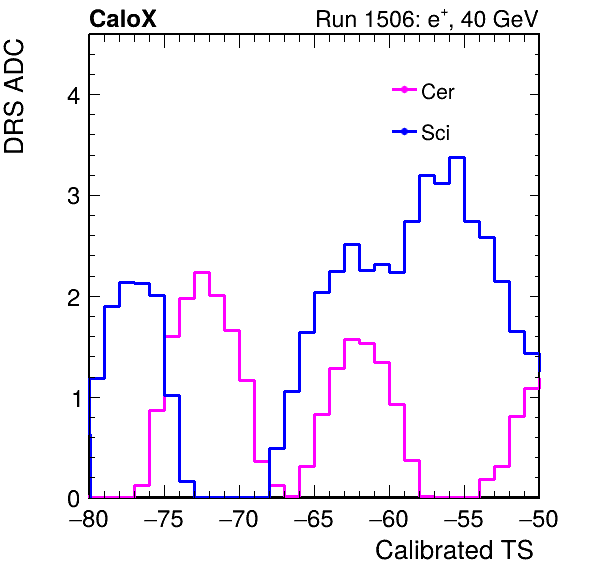 CaloX Run 1506: e⁺, 40 GeV
DRS ADC
Cer
Sci
4
3
2
1
0
−80 −75 −70 −65 −60 −55 −50
Calibrated TS